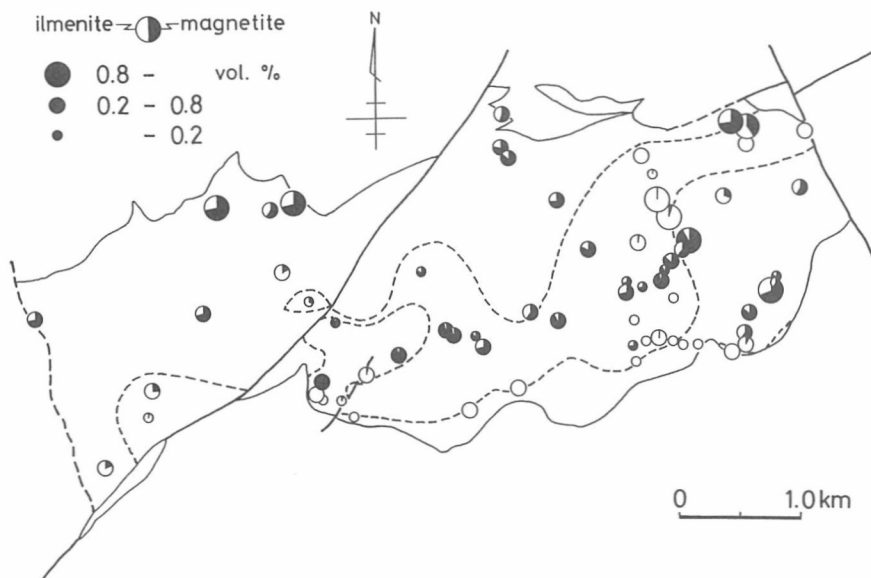 N
ilmenite magnetite
0.8 – vol. %
0.2 – 0.8
– 0.2
0 1.0 km